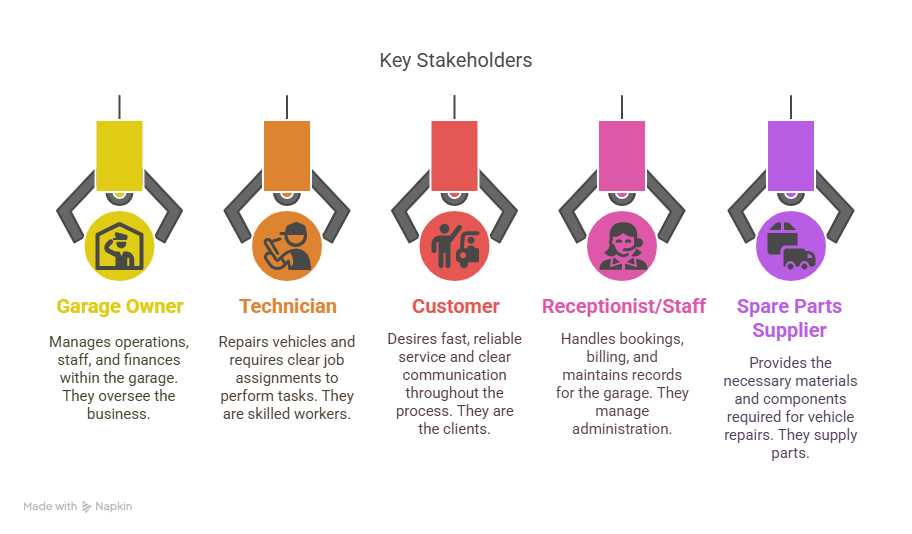 Key Stakeholders
Garage Owner
Manages operations,
staff, and finances
within the garage.
They oversee the
business.
Technician
Repairs vehicles and
requires clear job
assignments to
perform tasks. They
are skilled workers.
Customer
Desires fast, reliable
service and clear
communication
throughout the
process. They are
the clients.
Receptionist/Staff
Handles bookings,
billing, and
maintains records
for the garage. They
manage
administration.
Spare Parts
Supplier
Provides the
necessary materials
and components
required for vehicle
repairs. They supply
parts.
Made with Napkin